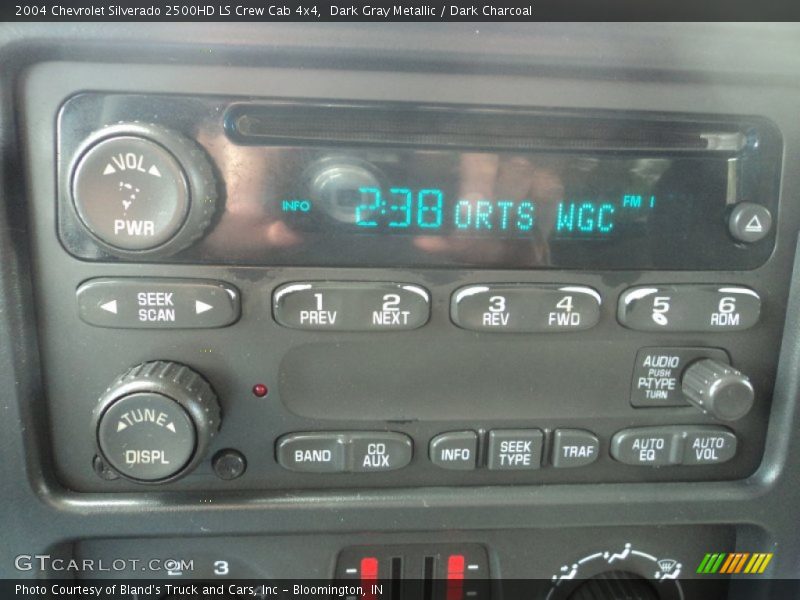 2004 Chevrolet Silverado 2500HD LS Crew Cab 4x4, Dark Gray Metallic / Dark Charcoal
VOL
PWR
INFO 2:38 ORTS WGC FM 1
SEEK
SCAN
1
PREV
2
NEXT
3
REV
4
FWD
5
6
RDM
AUDIO
PUSH
P-TYPE
TURN
TUNE
DISPL
BAND
CD
AUX
INFO
SEEK
TYPE
TRAF
AUTO
EQ
AUTO
VOL
2 3
GTCARLOT.COM
Photo Courtesy of Bland's Truck and Cars, Inc - Bloomington, IN